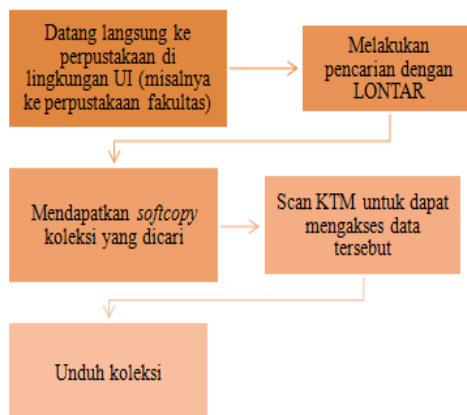 Datang langsung ke
perpustakaan di
lingkungan UI (misalnya
ke perpustakaan fakultas)
Melakukan
pencarian dengan
LONTAR
Mendapatkan softcopy
koleksi yang dicari
Scan KTM untuk dapat
mengakses data
tersebut
Unduh koleksi